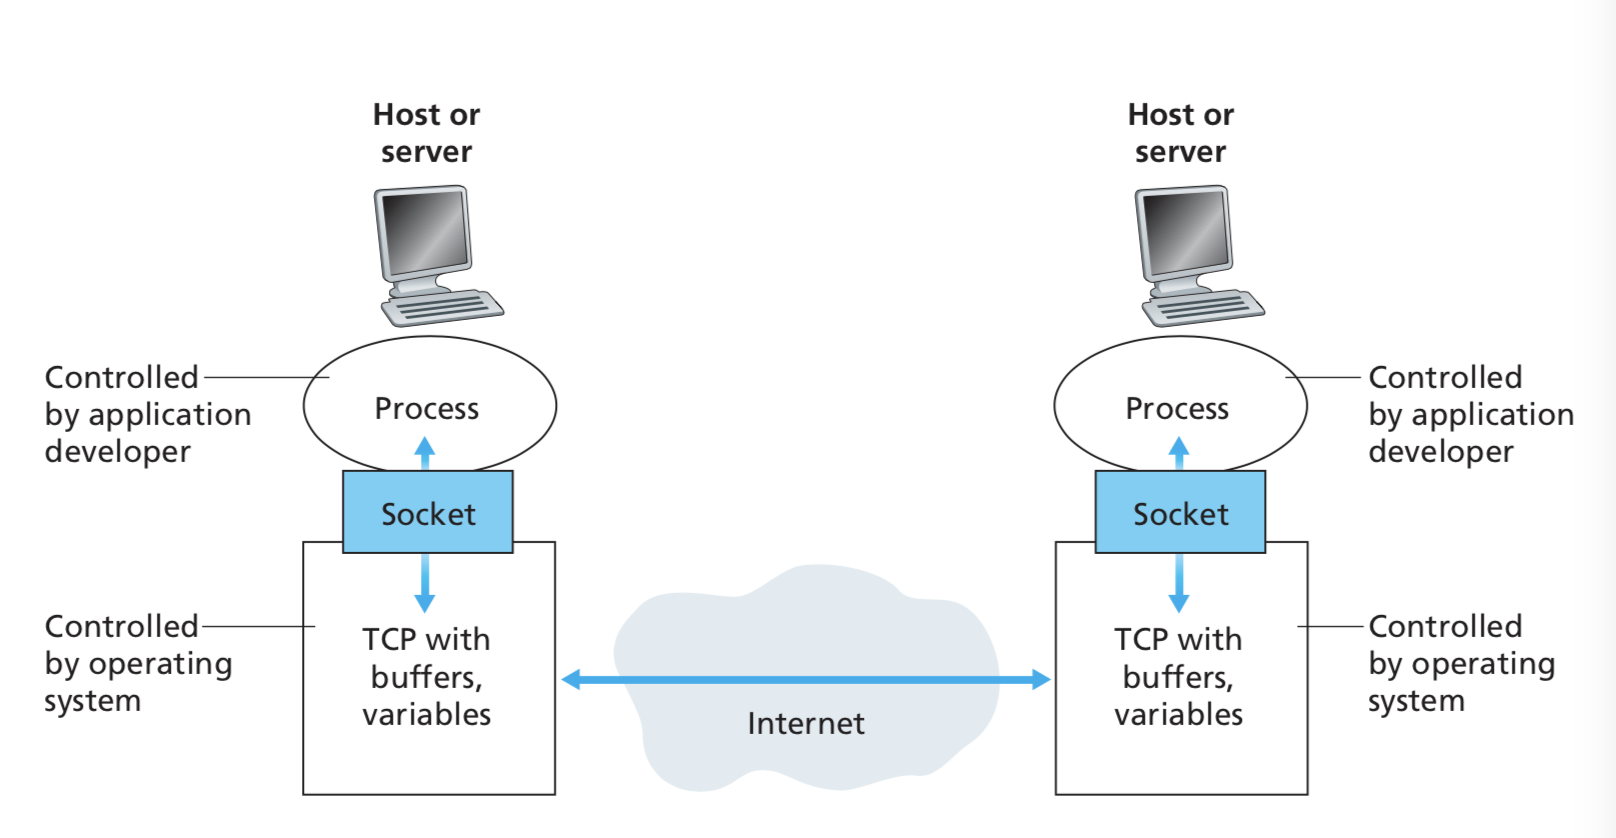 Host or
server
Host or
server
Controlled
by application
developer
Process
Process
Controlled
by application
developer
Socket
Socket
Controlled
by operating
system
TCP with
buffers,
variables
Internet
TCP with
buffers,
variables
Controlled
by operating
system